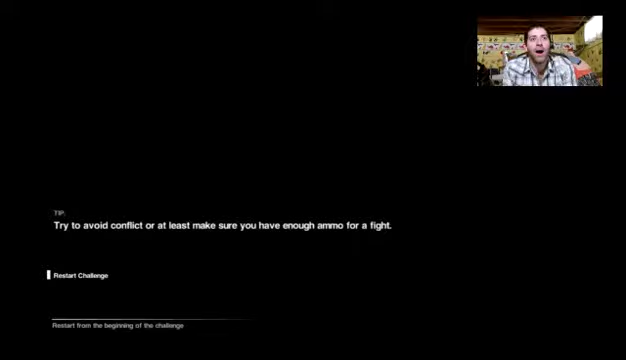 TIP:
Try to avoid conflict or at least make sure you have enough ammo for a fight.
Restart Challenge
Restart from the beginning of the challenge